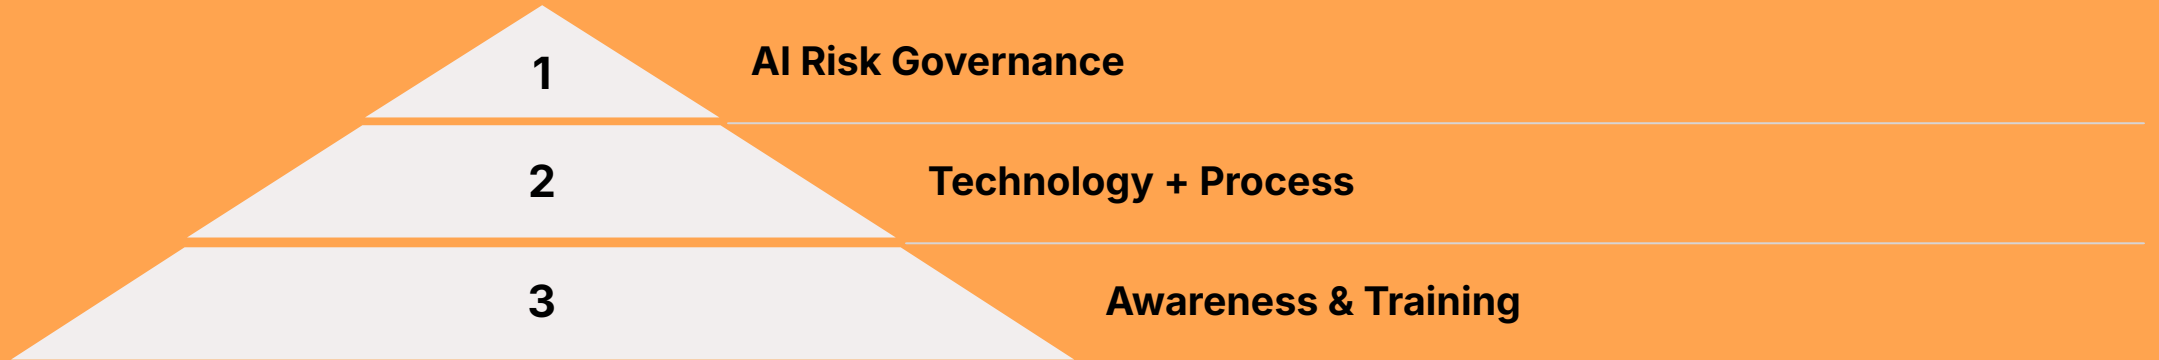 1
AI Risk Governance
2
Technology + Process
3
Awareness & Training